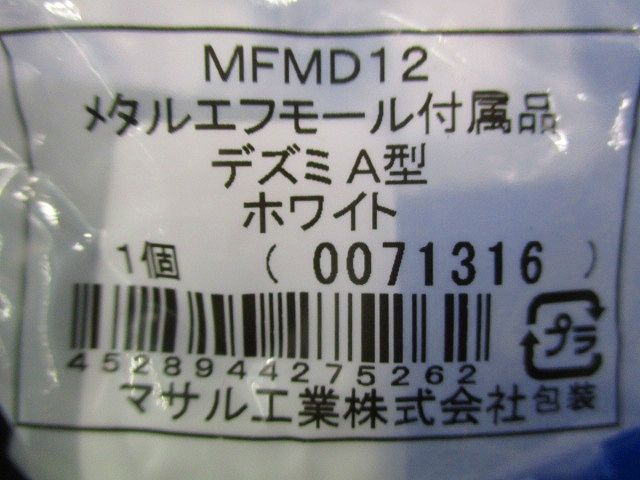 MFMD12
メタルエフモール付属品
デズミA型
ホワイト
1個 (0071316)
4528944275262
プラ
マサル工業株式会社 包装